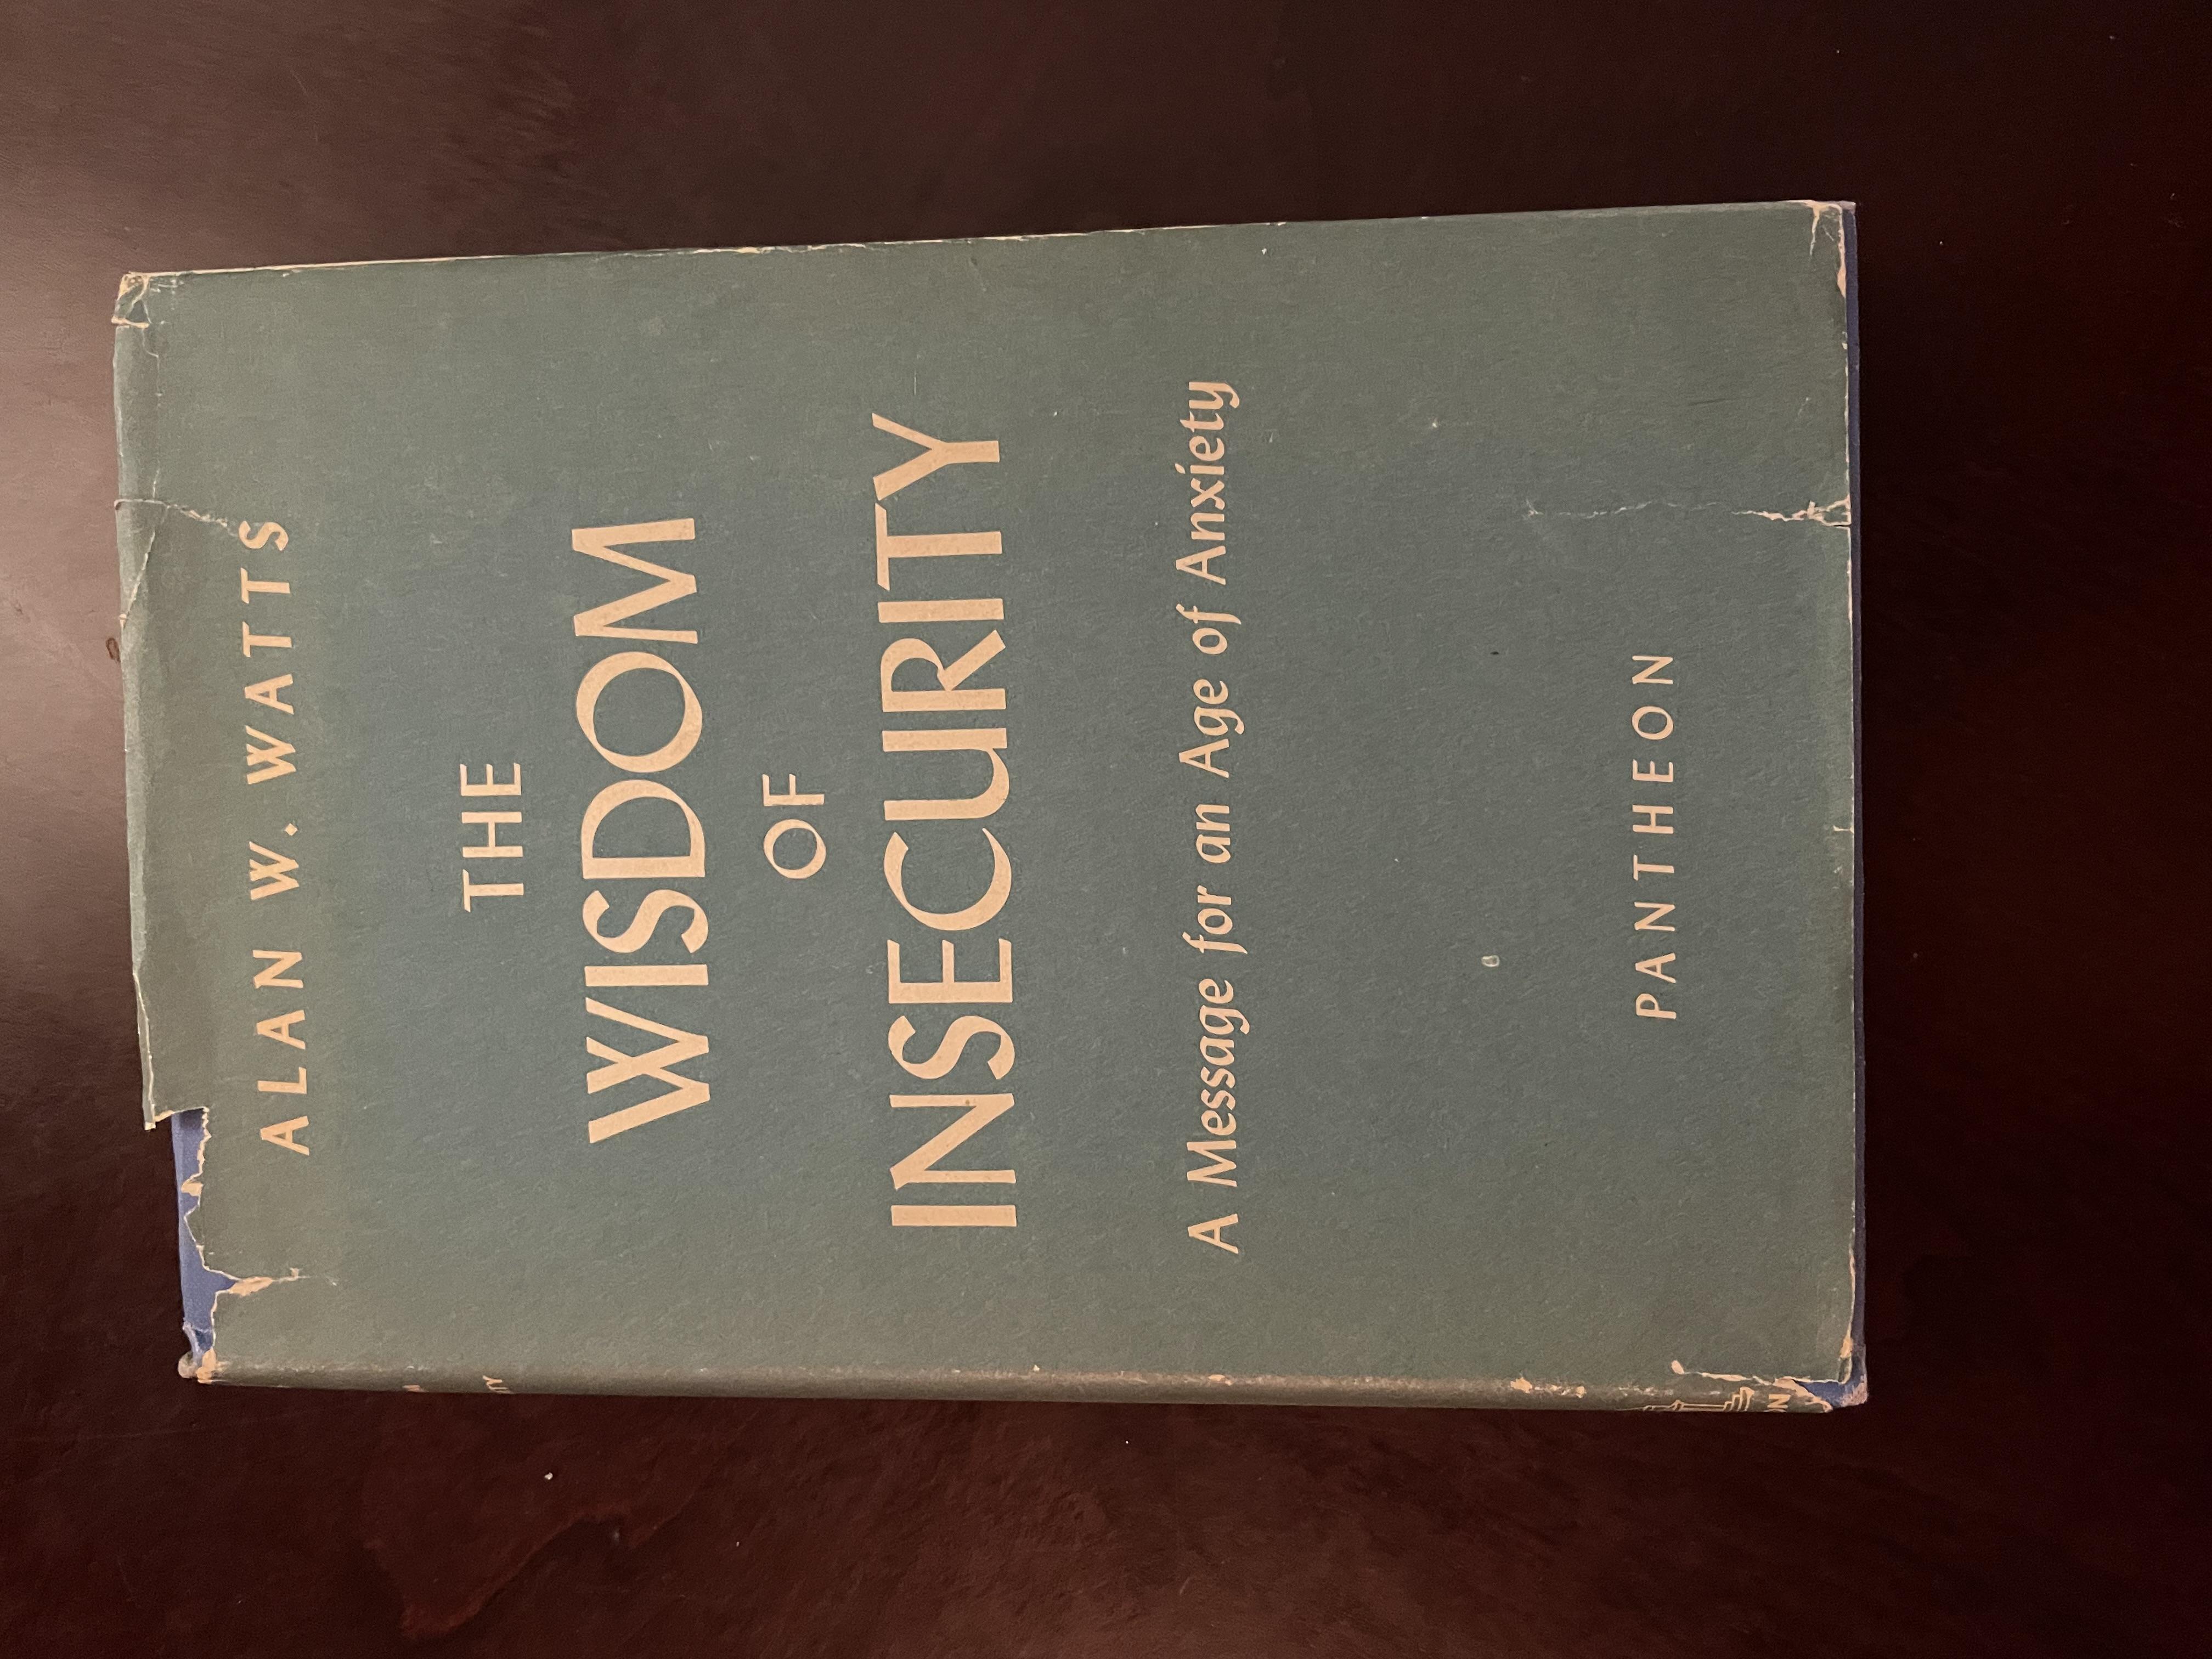 ALAN W. WATTS
THE
WISDOM
OF
INSECURITY
A Message for an Age of Anxiety
PANTHEON